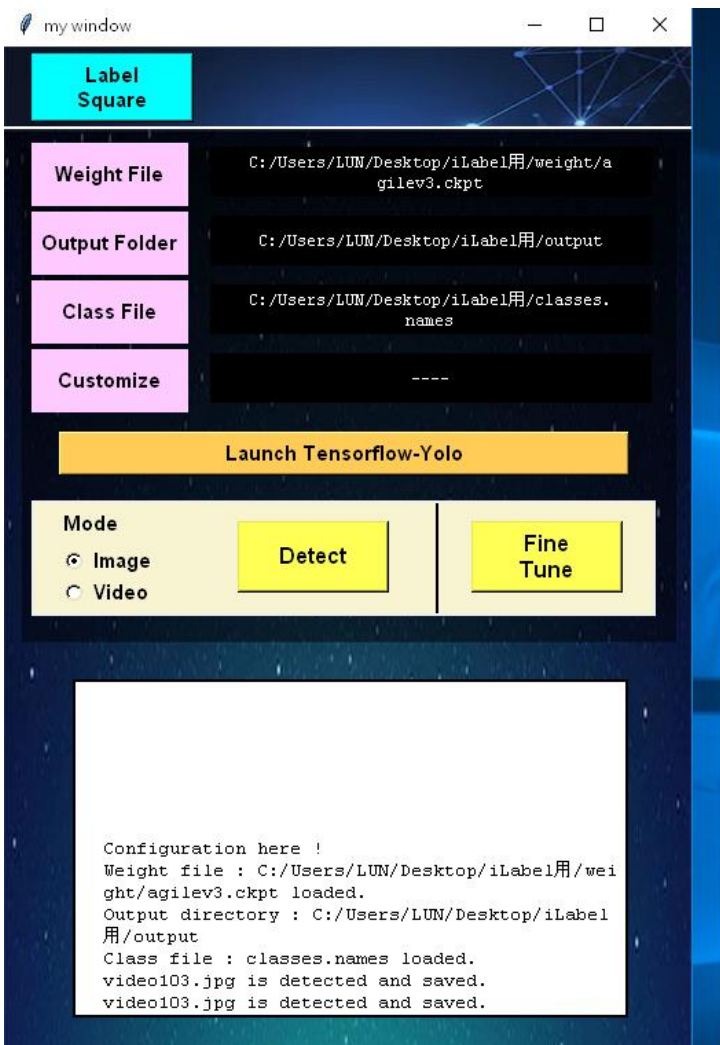 my window
Label
Square
Weight File
C:/Users/LUN/Desktop/iLabel用/weight/a
gilev3.ckpt
Output Folder
C:/Users/LUN/Desktop/iLabel用/output
Class File
C:/Users/LUN/Desktop/iLabel用/classes.
names
Customize
----
Launch Tensorflow-Yolo
Mode
Image
Video
Detect
Fine
Tune
Configuration here !
Weight file : C:/Users/LUN/Desktop/iLabel用/wei
ght/agilev3.ckpt loaded.
Output directory : C:/Users/LUN/Desktop/iLabel
用/output
Class file : classes.names loaded.
video103.jpg is detected and saved.
video103.jpg is detected and saved.